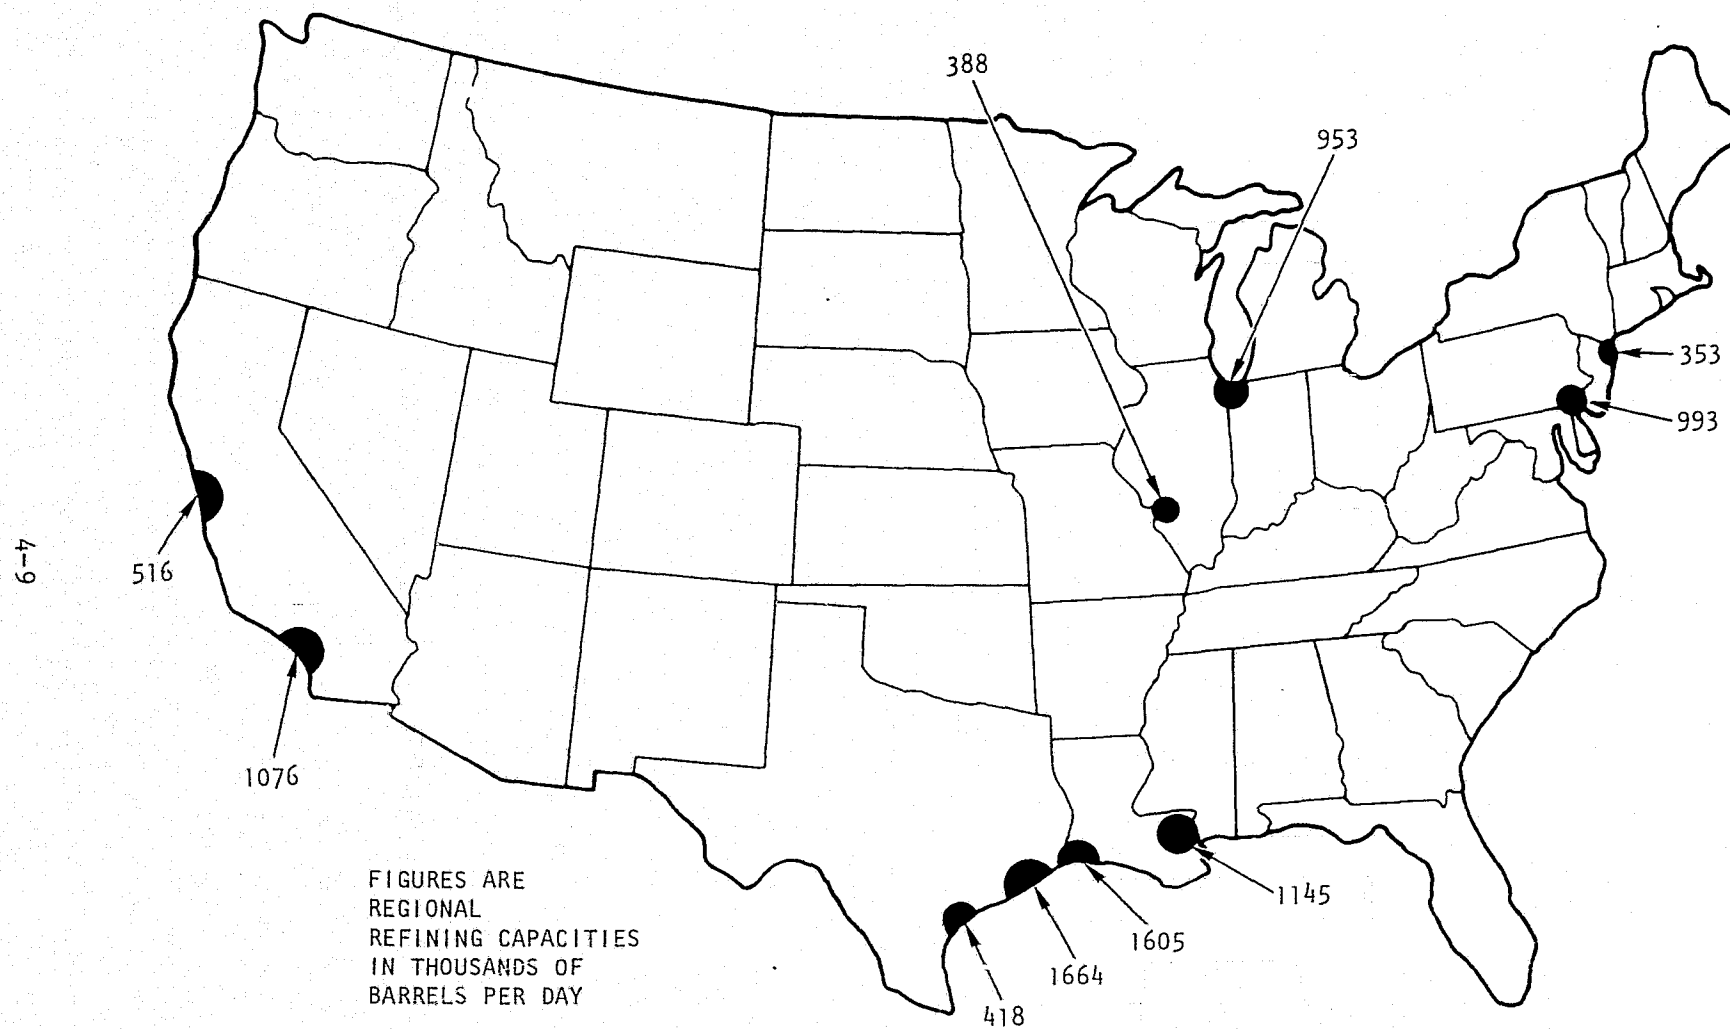 388
953
353
993
516
4-9
1076
1145
1605
1664
418
FIGURES ARE
REGIONAL
REFINING CAPACITIES
IN THOUSANDS OF
BARRELS PER DAY